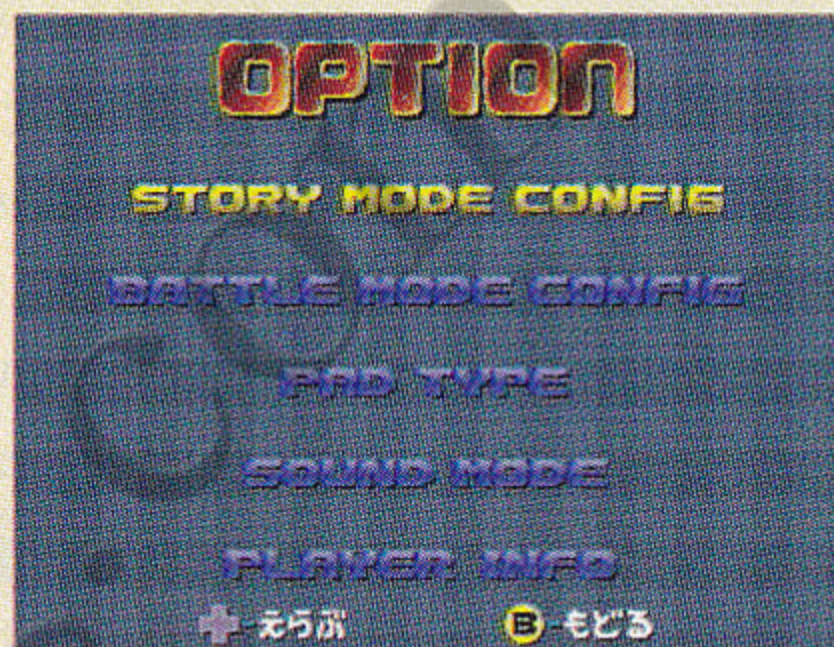 OPTION
STORY MODE CONFIG
BATTLE MODE CONFIG
PAD TYPE
SOUND MODE
PLAYER INFO
えらぶ B もどる